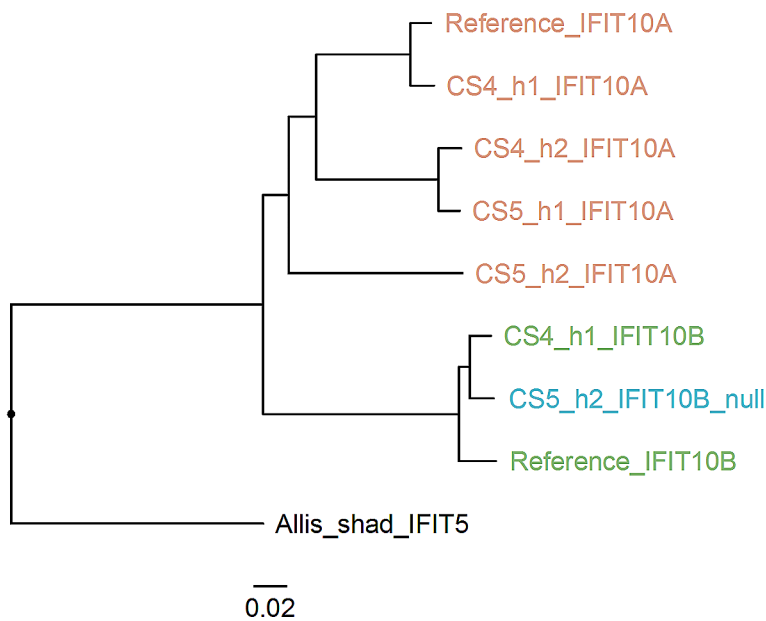 Reference_IFIT10A
CS4_h1_IFIT10A
CS4_h2_IFIT10A
CS5_h1_IFIT10A
CS5_h2_IFIT10A
CS4_h1_IFIT10B
CS5_h2_IFIT10B_null
Reference_IFIT10B
Allis_shad_IFIT5
0.02